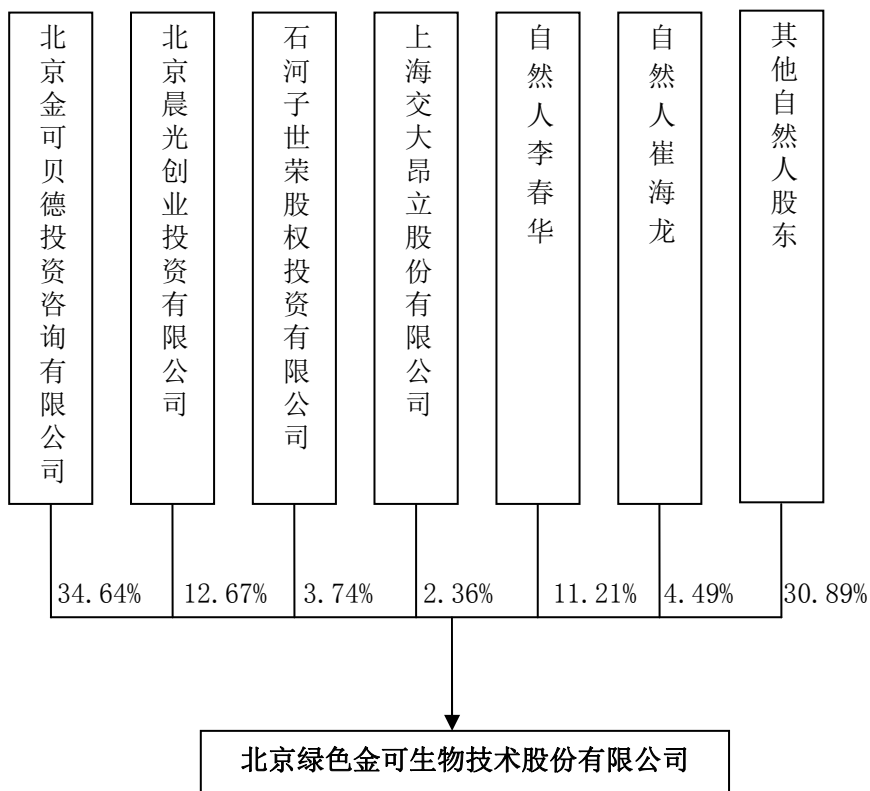 北京金可贝德投资咨询有限公司
北京晨光创业投资有限公司
石河子世荣股权投资有限公司
上海交大昂立股份有限公司
自然人李春华
自然人崔海龙
其他自然人股东
34.64%
12.67%
3.74%
2.36%
11.21%
4.49%
30.89%
北京绿色金可生物技术股份有限公司